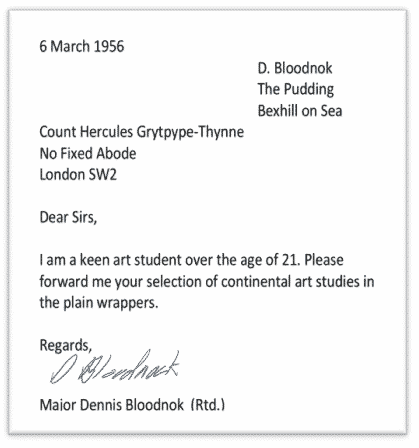 6 March 1956
D. Bloodnok
The Pudding
Bexhill on Sea
Count Hercules Grytpype-Thynne
No Fixed Abode
London SW2
Dear Sirs,
I am a keen art student over the age of 21. Please
forward me your selection of continental art studies in
the plain wrappers.
Regards,
D Bloodnock
Major Dennis Bloodnok (Rtd.)